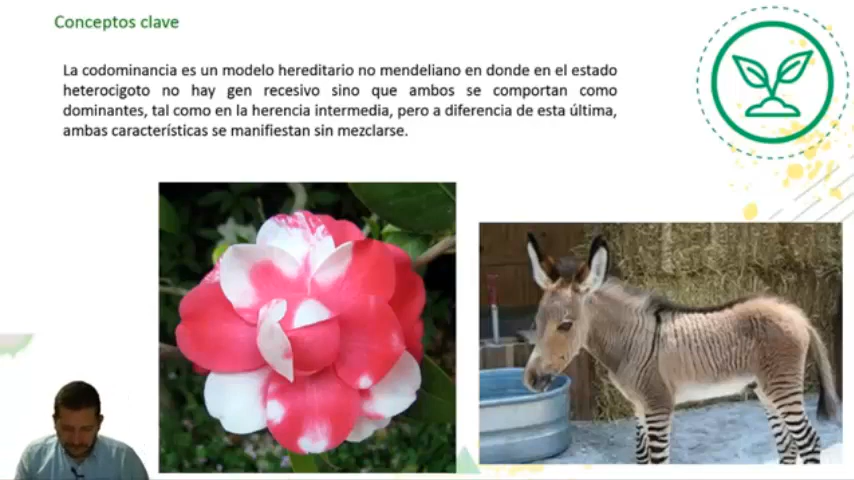 Conceptos clave
La codominancia es un modelo hereditario no mendeliano en donde en el estado
heterocigoto no hay gen recesivo sino que ambos se comportan como
dominantes, tal como en la herencia intermedia, pero a diferencia de esta última,
ambas características se manifiestan sin mezclarse.